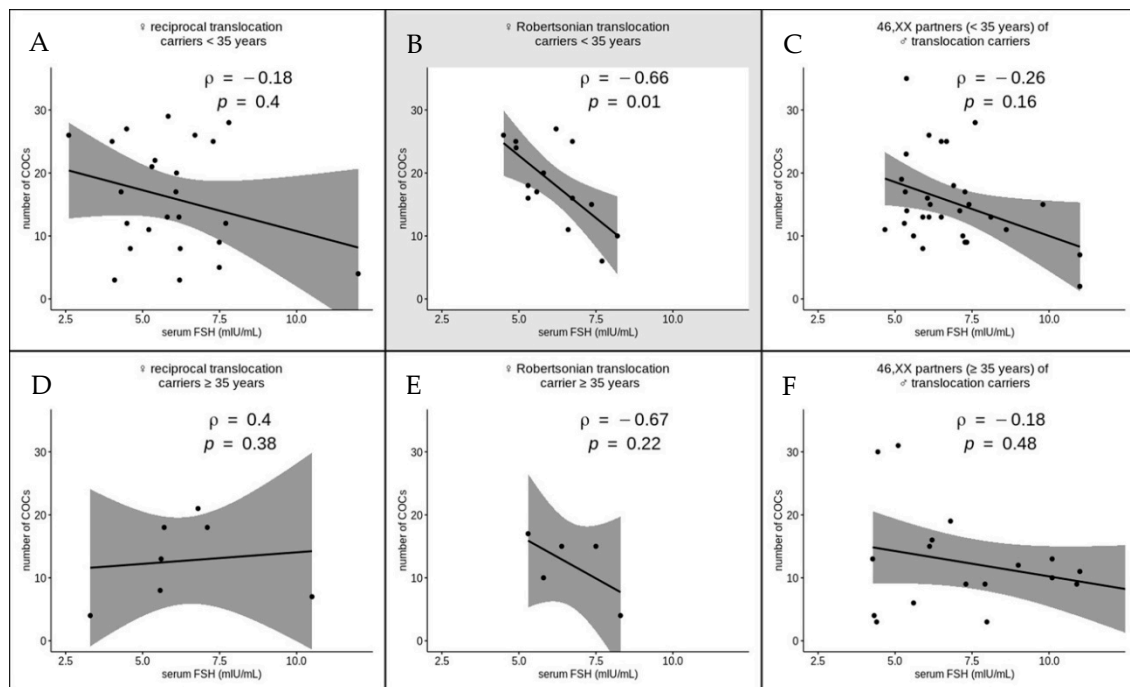 A
♀ reciprocal translocation
carriers < 35 years
ρ = −0.18
p = 0.4
number of COCs
30
20
10
0
2.5 5.0 7.5 10.0
serum FSH (mIU/mL)
B
♀ Robertsonian translocation
carriers < 35 years
ρ = −0.66
p = 0.01
number of COCs
30
20
10
0
2.5 5.0 7.5 10.0
serum FSH (mIU/mL)
C
46,XX partners (< 35 years) of
♂ translocation carriers
ρ = −0.26
p = 0.16
number of COCs
30
20
10
0
2.5 5.0 7.5 10.0
serum FSH (mIU/mL)
D
♀ reciprocal translocation
carriers ≥ 35 years
ρ = 0.4
p = 0.38
number of COCs
30
20
10
0
2.5 5.0 7.5 10.0
serum FSH (mIU/mL)
E
♀ Robertsonian translocation
carrier ≥ 35 years
ρ = −0.67
p = 0.22
number of COCs
30
20
10
0
2.5 5.0 7.5 10.0
serum FSH (mIU/mL)
F
46,XX partners (≥ 35 years) of
♂ translocation carriers
ρ = −0.18
p = 0.48
number of COCs
30
20
10
0
2.5 5.0 7.5 10.0
serum FSH (mIU/mL)